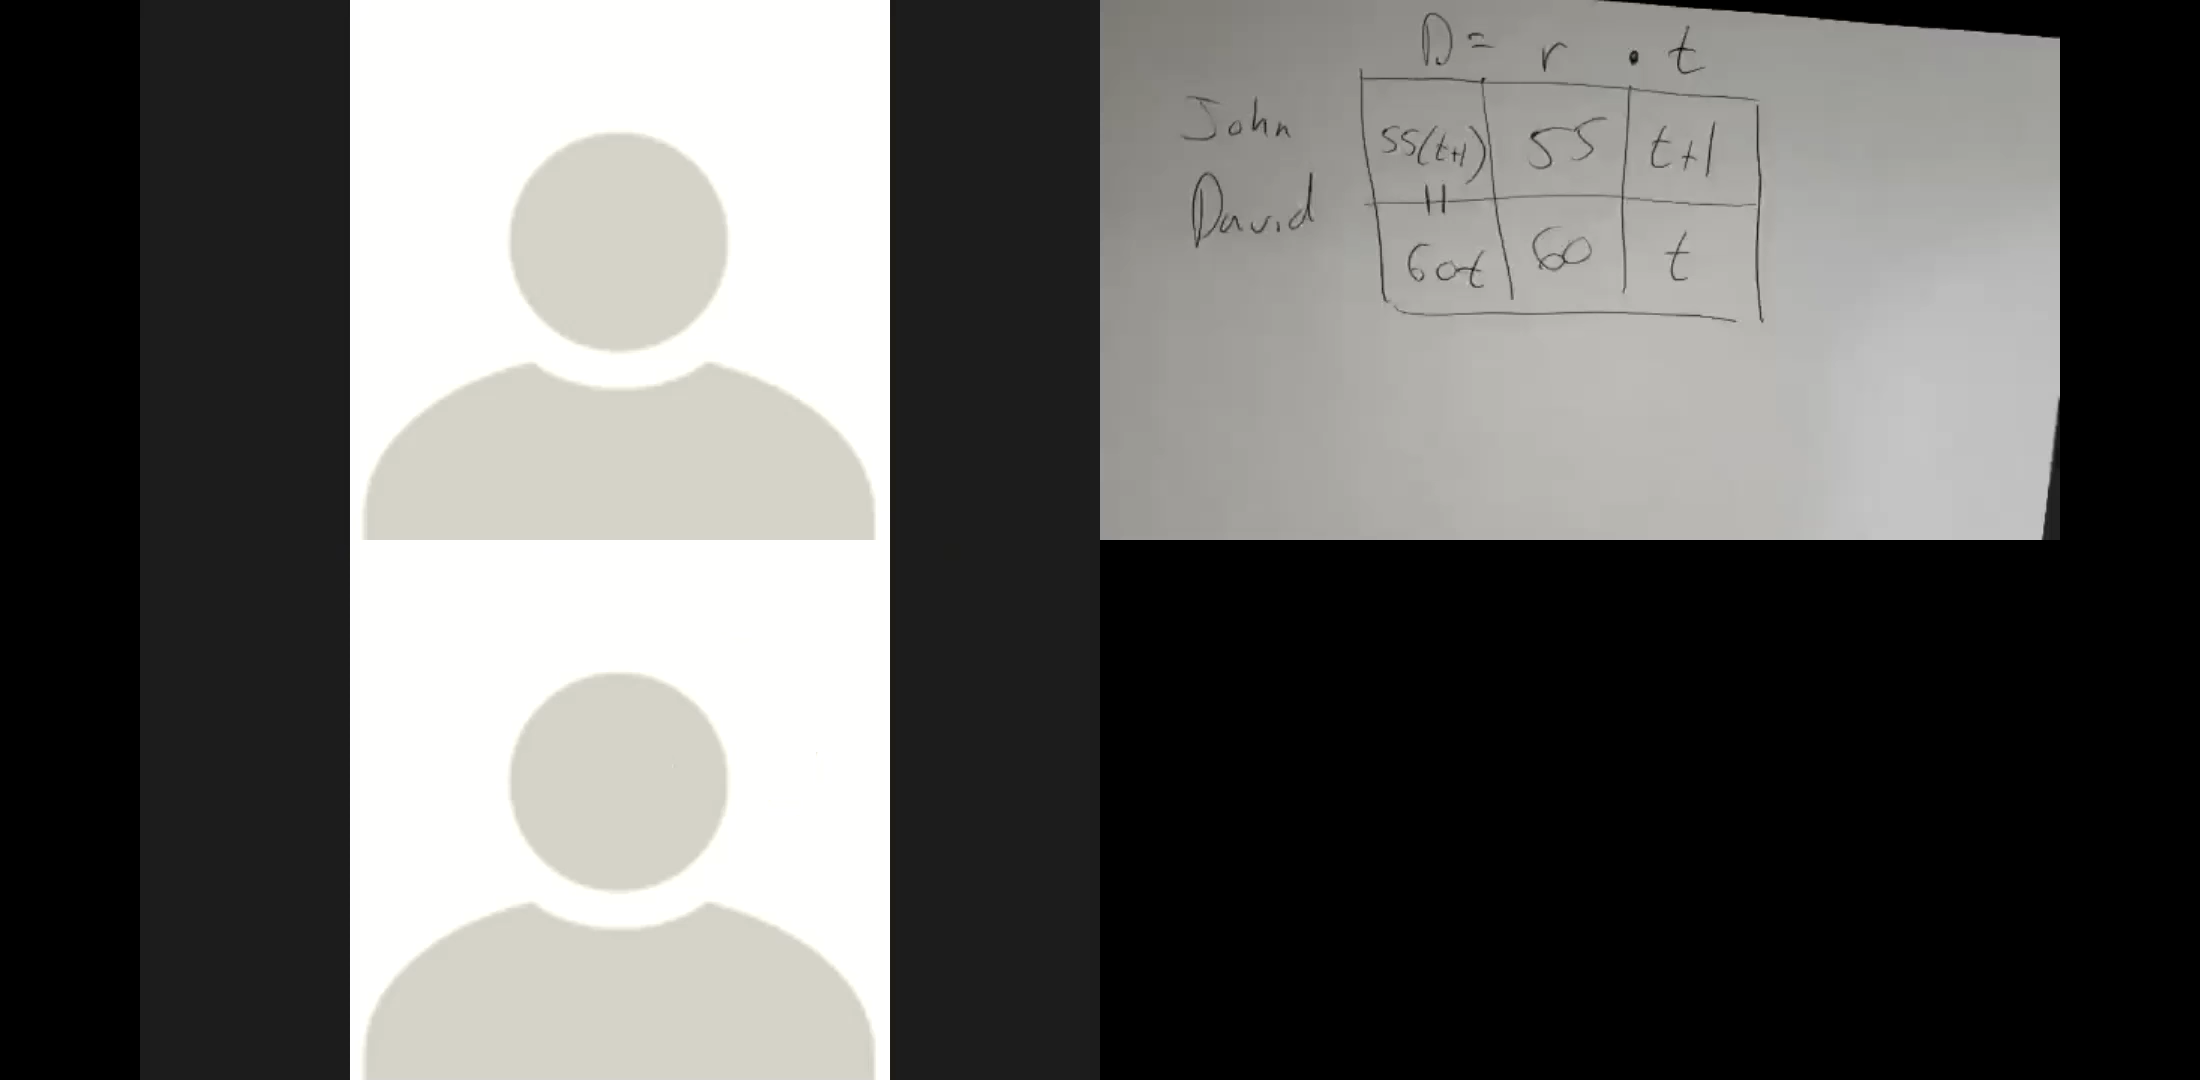 D = r • t
John 55(t+1) 55 t+1
=
David 60t 60 t